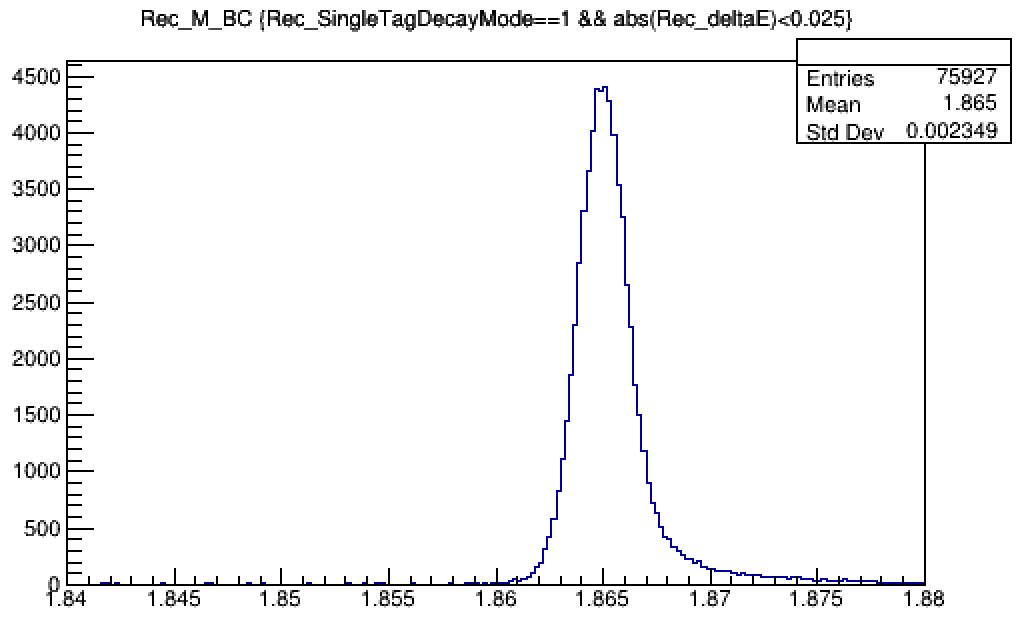 Rec_M_BC {Rec_SingleTagDecayMode==1 && abs(Rec_deltaE)<0.025}
Entries 75927
Mean 1.865
Std Dev 0.002349
4500
4000
3500
3000
2500
2000
1500
1000
500
0
1.84 1.845 1.85 1.855 1.86 1.865 1.87 1.875 1.88